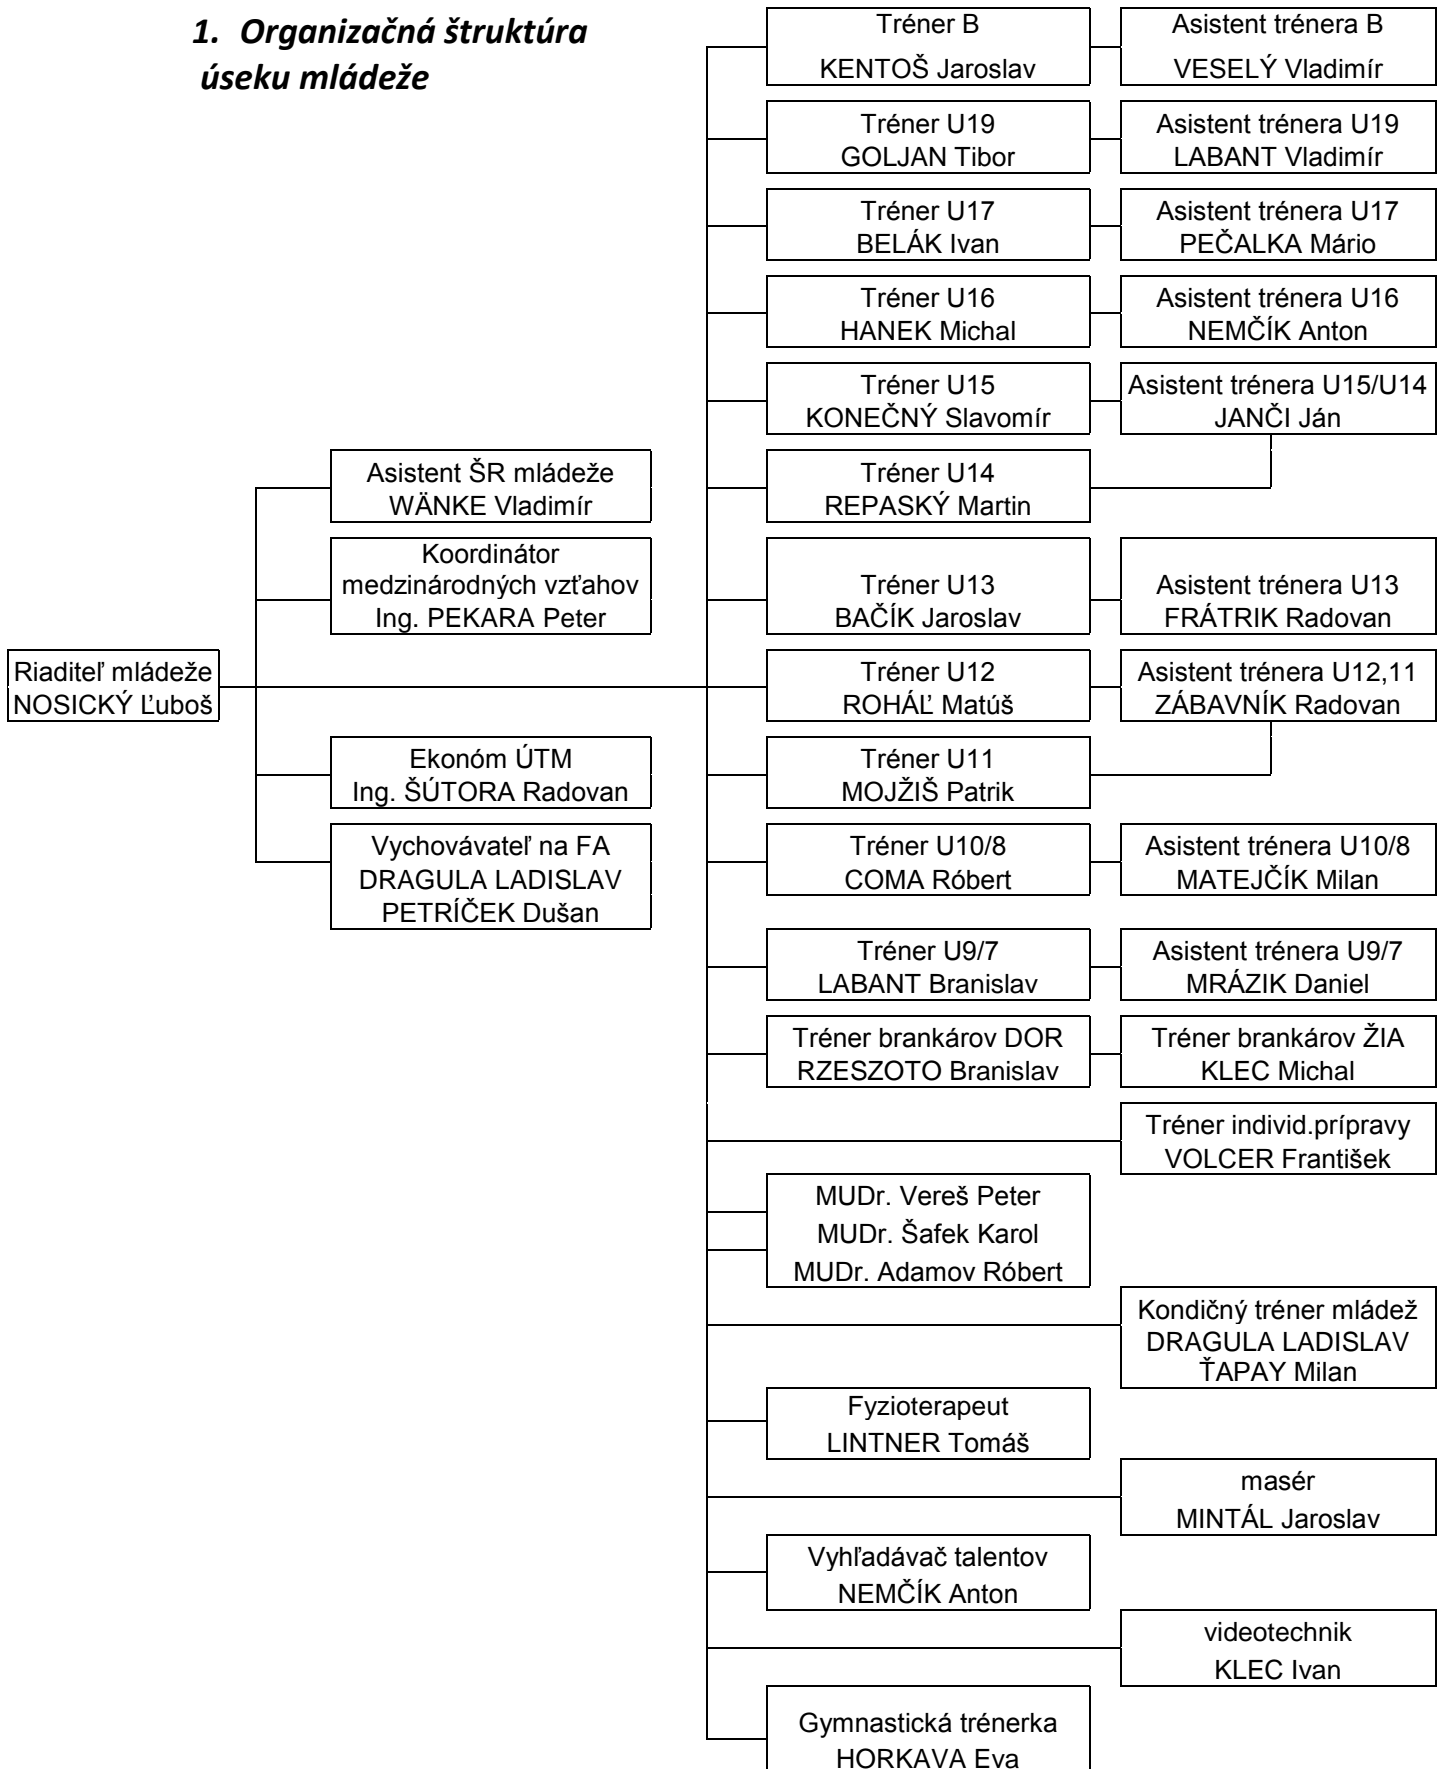 1. Organizačná štruktúra
úseku mládeže
Tréner B
KENTOŠ Jaroslav
Asistent trénera B
VESELÝ Vladimír
Tréner U19
GOLJAN Tibor
Asistent trénera U19
LABANT Vladimír
Tréner U17
BELÁK Ivan
Asistent trénera U17
PEČALKA Mário
Tréner U16
HANEK Michal
Asistent trénera U16
NEMČÍK Anton
Tréner U15
KONEČNÝ Slavomír
Asistent trénera U15/U14
JANČI Ján
Asistent ŠR mládeže
WÄNKE Vladimír
Tréner U14
REPASKÝ Martin
Koordinátor
medzinárodných vzťahov
Ing. PEKARA Peter
Tréner U13
BAČÍK Jaroslav
Asistent trénera U13
FRÁTRIK Radovan
Riaditeľ mládeže
NOSICKÝ Ľuboš
Tréner U12
ROHÁĽ Matúš
Asistent trénera U12,11
ZÁBAVNÍK Radovan
Ekonóm ÚTM
Ing. ŠÚTORA Radovan
Tréner U11
MOJŽIŠ Patrik
Vychovávateľ na FA
DRAGULA LADISLAV
PETRÍČEK Dušan
Tréner U10/8
COMA Róbert
Asistent trénera U10/8
MATEJČÍK Milan
Tréner U9/7
LABANT Branislav
Asistent trénera U9/7
MRÁZIK Daniel
Tréner brankárov DOR
RZESZOTO Branislav
Tréner brankárov ŽIA
KLEC Michal
Tréner individ.prípravy
VOLCER František
MUDr. Vereš Peter
MUDr. Šafek Karol
MUDr. Adamov Róbert
Kondičný tréner mládež
DRAGULA LADISLAV
ŤAPAY Milan
Fyzioterapeut
LINTNER Tomáš
masér
MINTÁL Jaroslav
Vyhľadávač talentov
NEMČÍK Anton
videotechnik
KLEC Ivan
Gymnastická trénerka
HORKAVA Eva